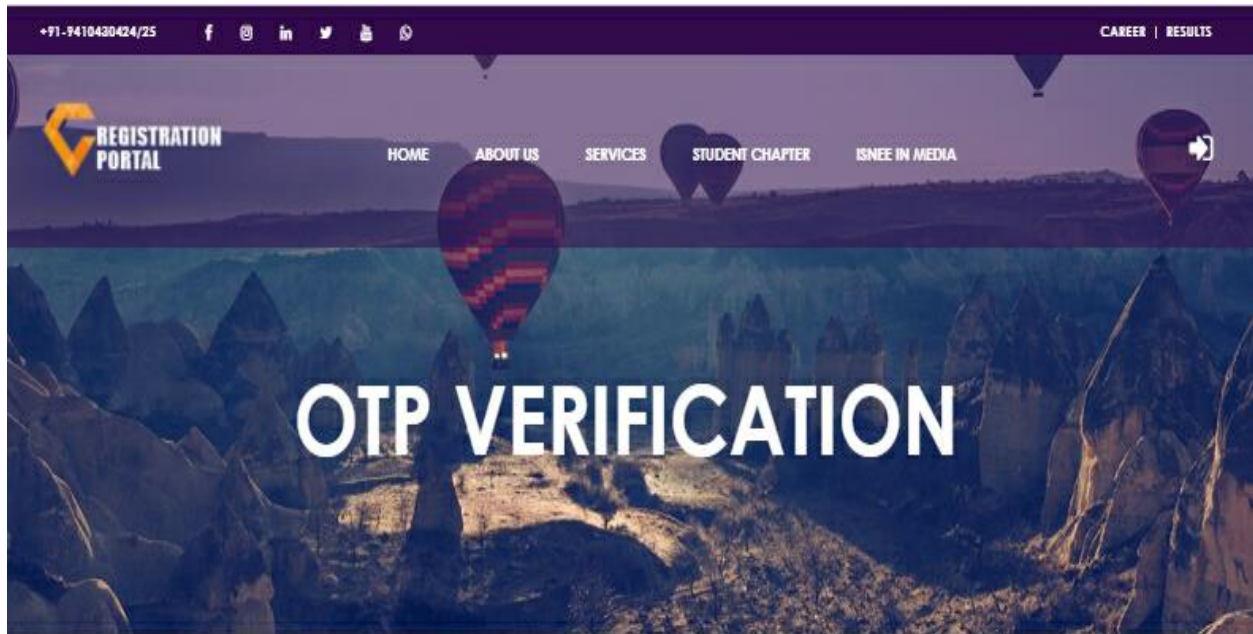 +91-9410430424/25
CAREER | RESULTS
REGISTRATION
PORTAL
HOME ABOUT US SERVICES STUDENT CHAPTER ISNEE IN MEDIA
OTP VERIFICATION